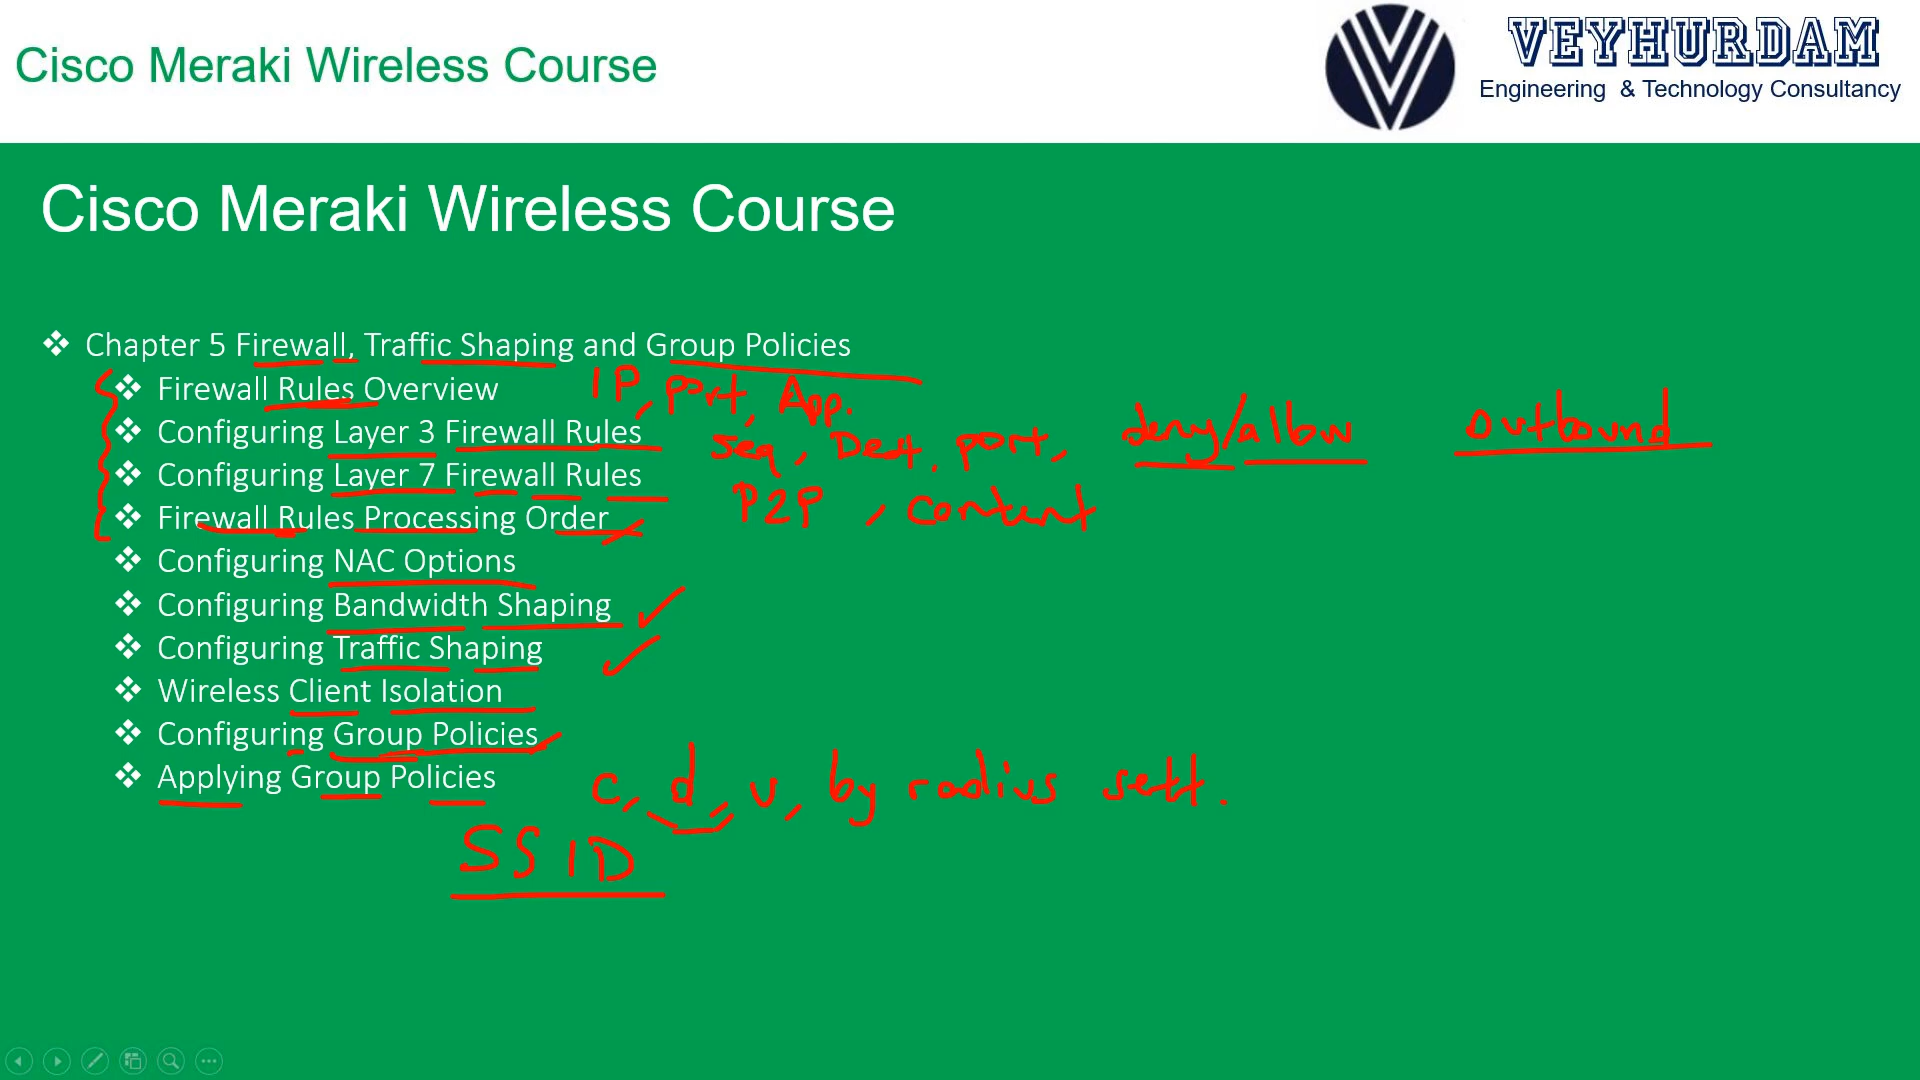 Cisco Meraki Wireless Course
VEYHURDAM
Engineering & Technology Consultancy
Cisco Meraki Wireless Course
❖ Chapter 5 Firewall, Traffic Shaping and Group Policies
❖ Firewall Rules Overview
IP, port, App.
❖ Configuring Layer 3 Firewall Rules
seq, Dest, port, deny/allow outbound
❖ Configuring Layer 7 Firewall Rules
P2P, content
❖ Firewall Rules Processing Order
❖ Configuring NAC Options
❖ Configuring Bandwidth Shaping
❖ Configuring Traffic Shaping
❖ Wireless Client Isolation
❖ Configuring Group Policies
❖ Applying Group Policies
c, d, v, by radius sett.
SSID